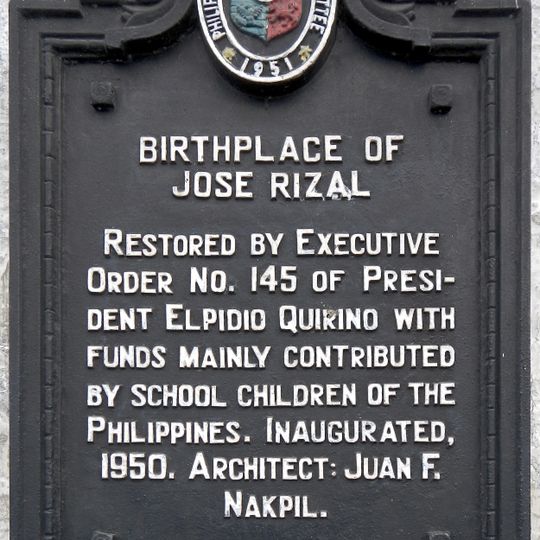 1951
BIRTHPLACE OF
JOSE RIZAL
RESTORED BY EXECUTIVE
ORDER NO. 145 OF PRESI-
DENT ELPIDIO QUIRINO WITH
FUNDS MAINLY CONTRIBUTED
BY SCHOOL CHILDREN OF THE
PHILIPPINES. INAUGURATED,
1950. ARCHITECT: JUAN F.
NAKPIL.